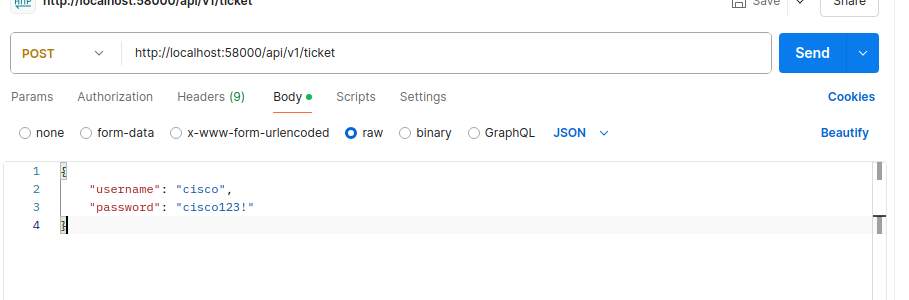 HTTP http://localhost:58000/api/v1/ticket Save Share
POST http://localhost:58000/api/v1/ticket Send
Params Authorization Headers (9) Body Scripts Settings Cookies
none form-data x-www-form-urlencoded raw binary GraphQL JSON Beautify
1 {
2 "username": "cisco",
3 "password": "cisco123!"
4 }